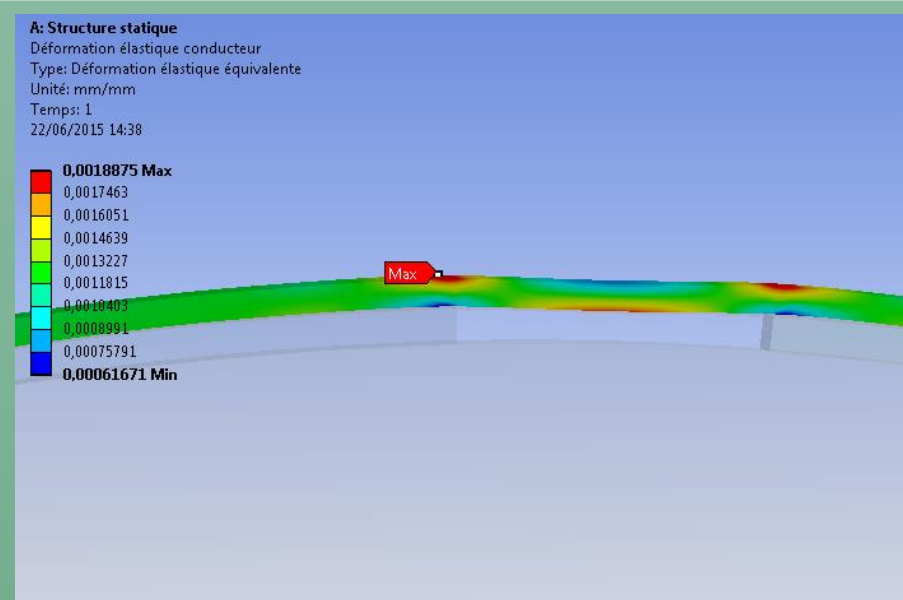 A: Structure statique
Déformation élastique conducteur
Type: Déformation élastique équivalente
Unité: mm/mm
Temps: 1
22/06/2015 14:38
0,0018875 Max
0,0017463
0,0016051
0,0014639
0,0013227
0,0011815
0,0010403
0,0008991
0,00075791
0,00061671 Min
Max